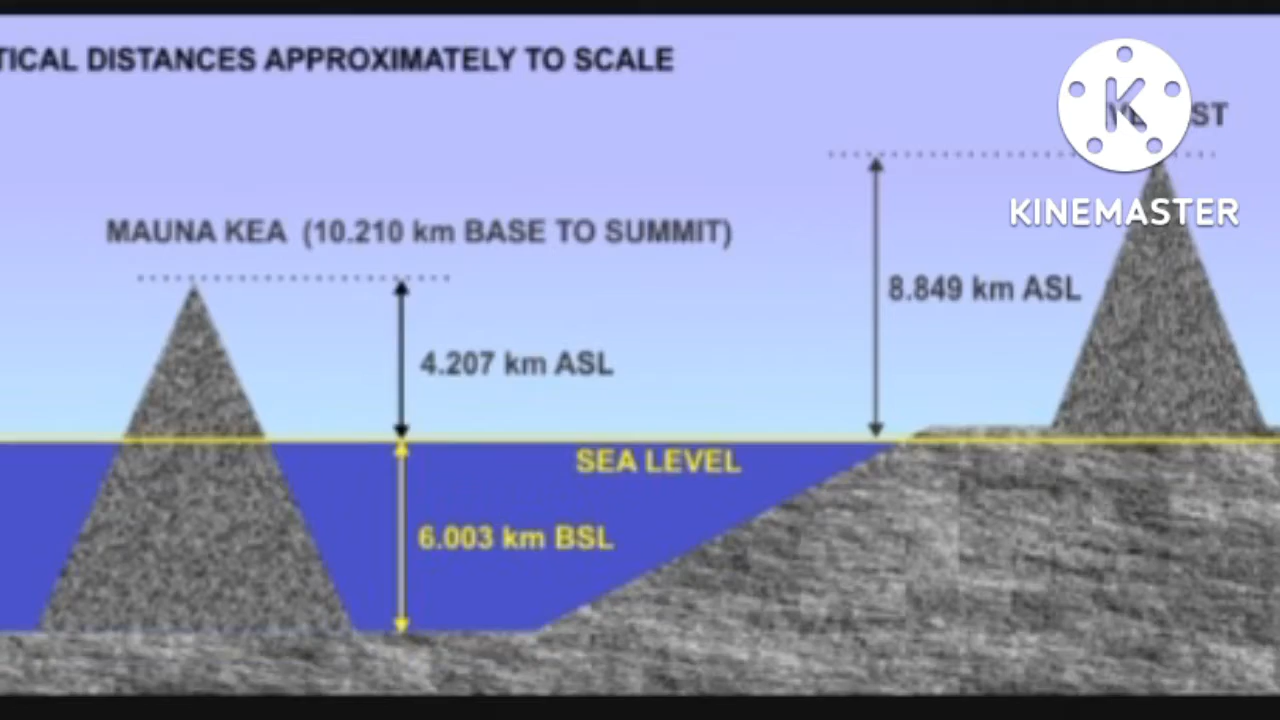 TICAL DISTANCES APPROXIMATELY TO SCALE
K
KINEMASTER
MAUNA KEA (10.210 km BASE TO SUMMIT)
8.849 km ASL
4.207 km ASL
SEA LEVEL
6.003 km BSL